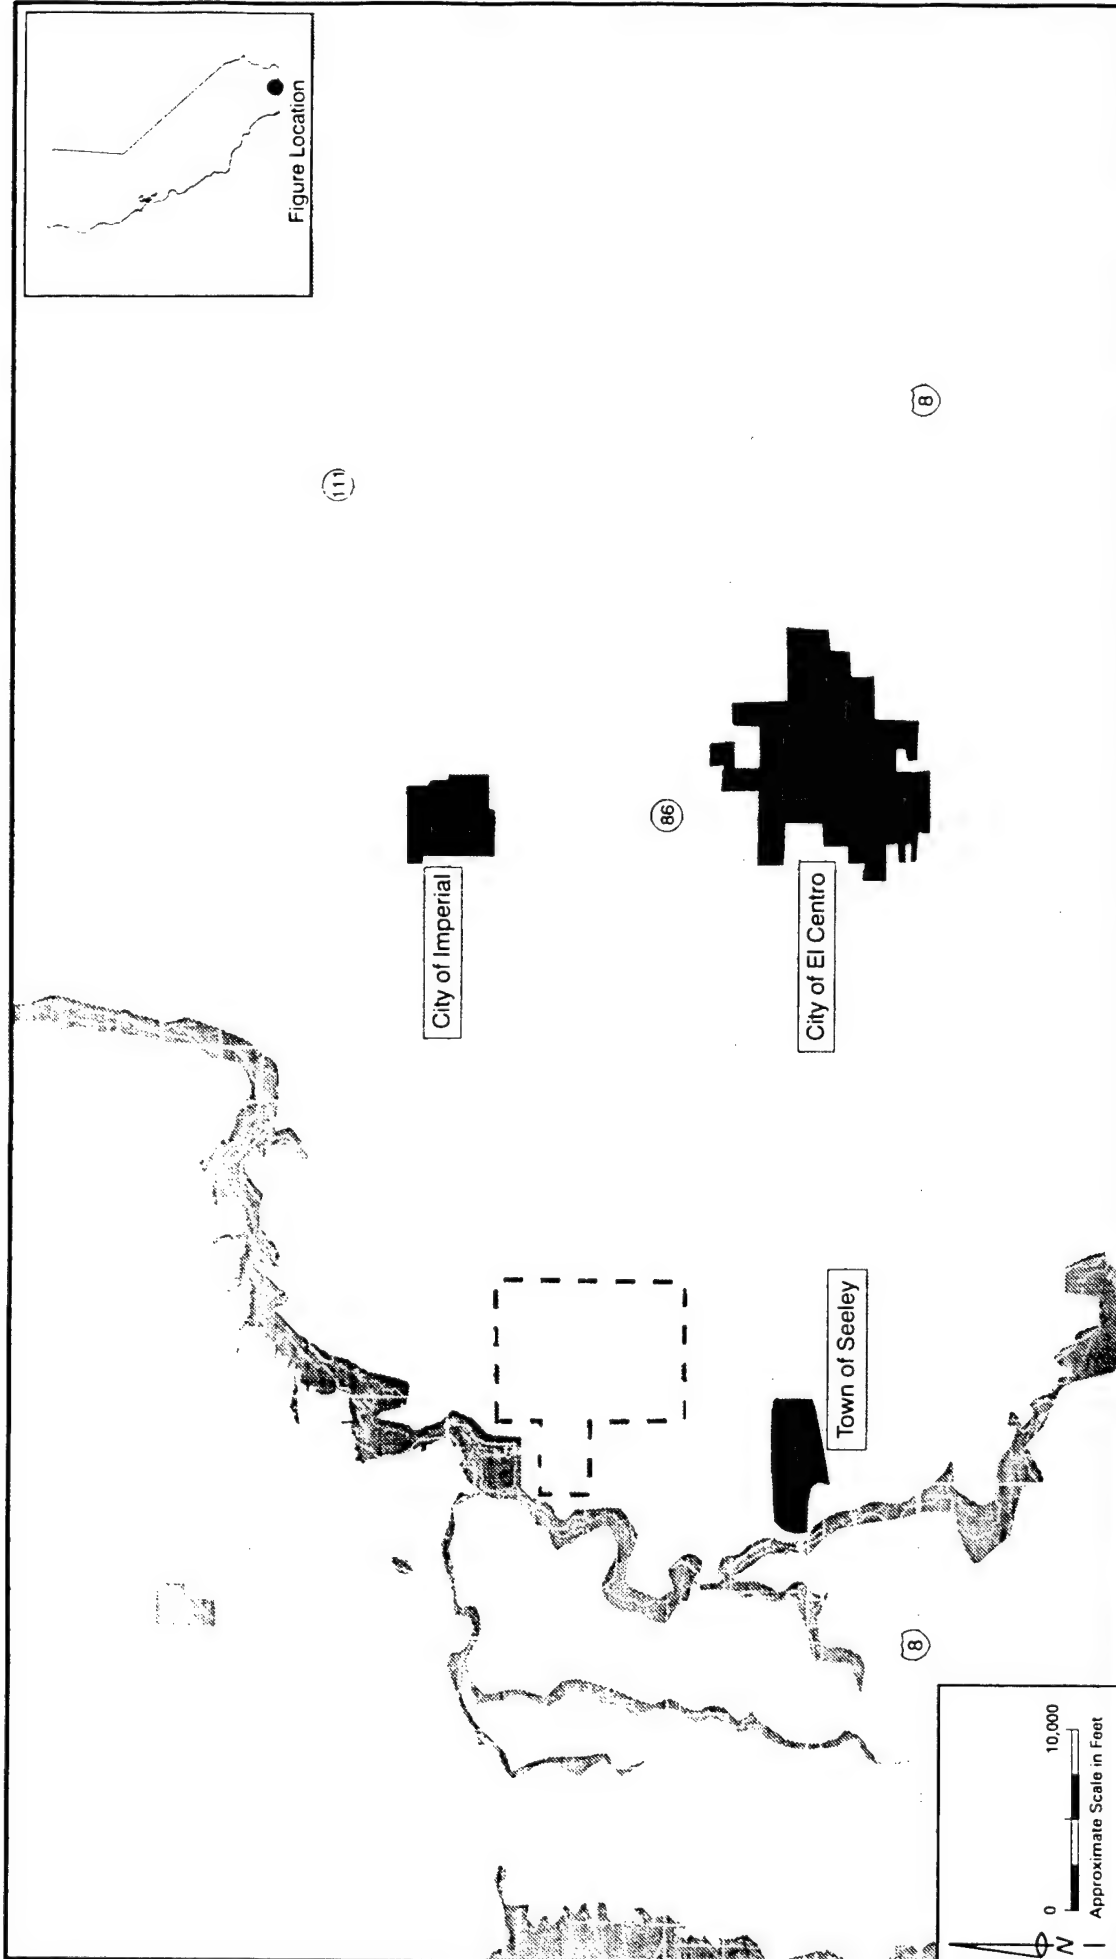 Figure Location
111
8
City of Imperial
86
City of El Centro
Town of Seeley
8
0 10,000
Approximate Scale in Feet
N